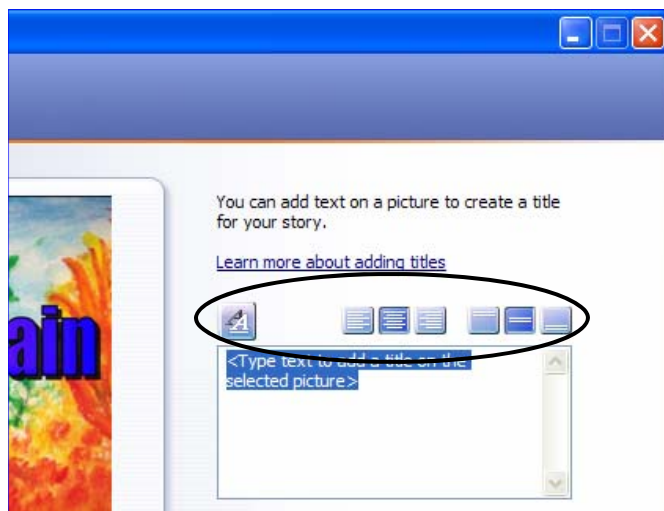 You can add text on a picture to create a title
for your story.
Learn more about adding titles
A
ain
<Type text to add a title on the
selected picture>